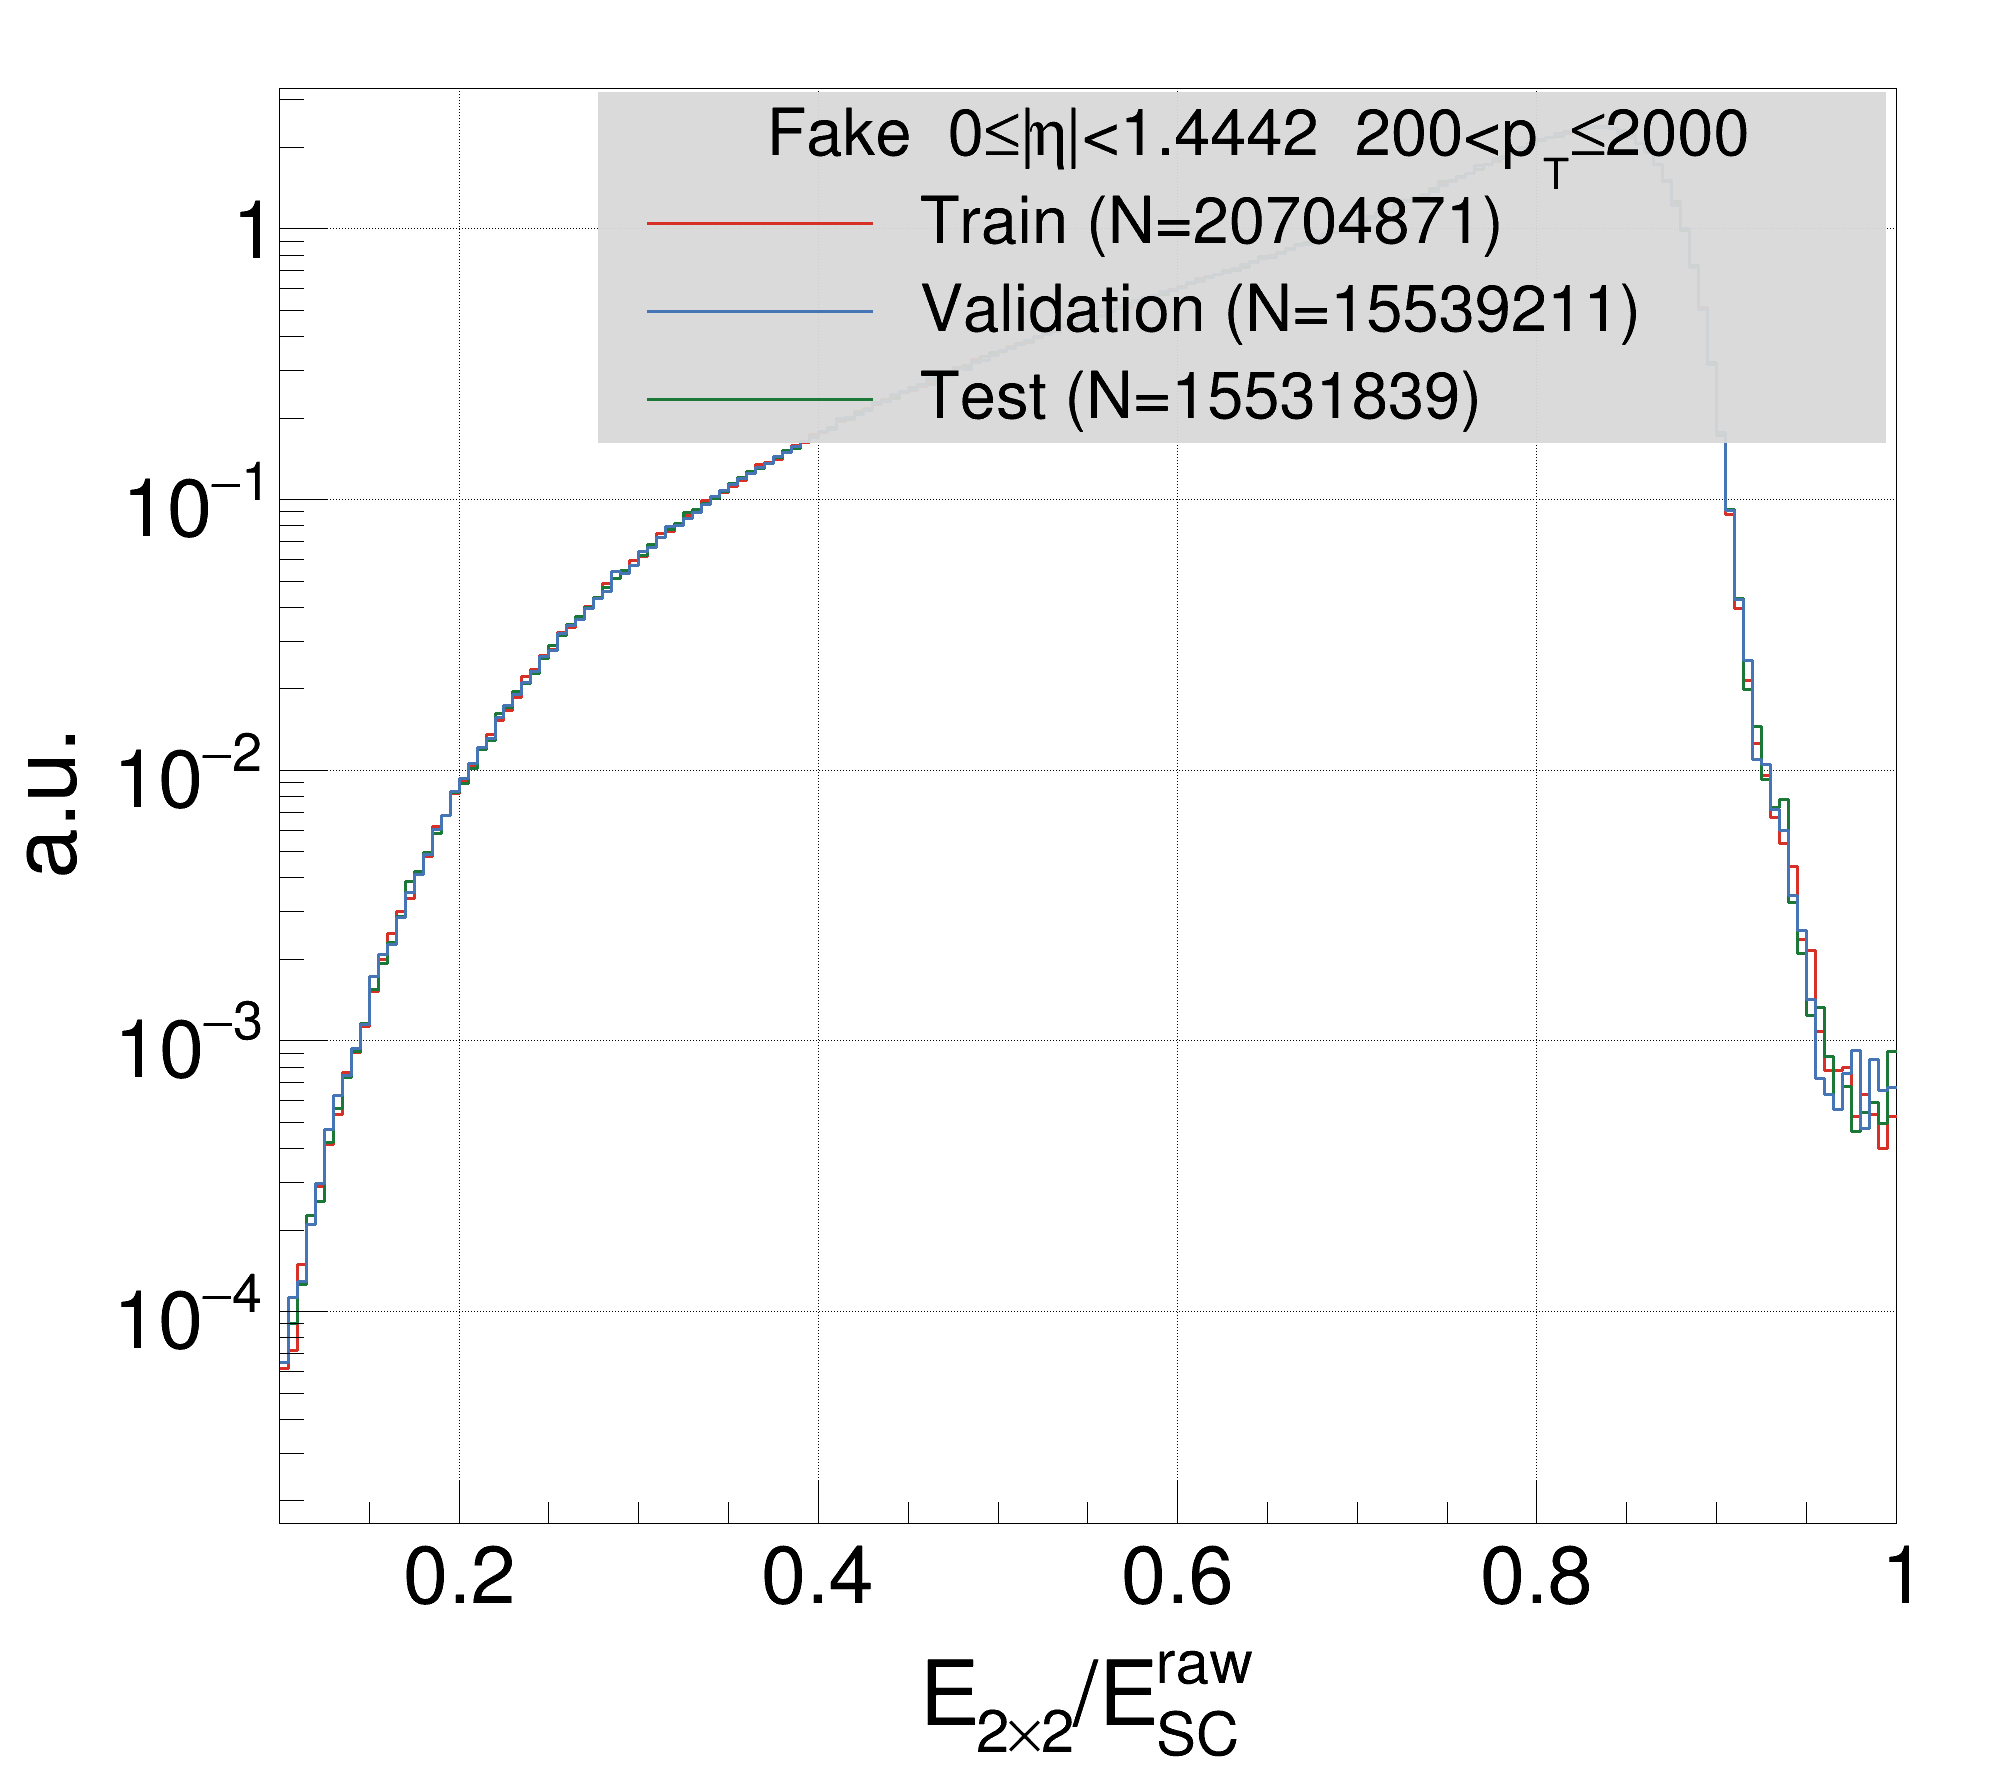 Fake 0≤|η|<1.4442 200<p_T≤2000
Train (N=20704871)
Validation (N=15539211)
Test (N=15531839)
1
10⁻¹
10⁻²
10⁻³
10⁻⁴
a.u.
0.2 0.4 0.6 0.8 1
E_2×2/E_SC^raw